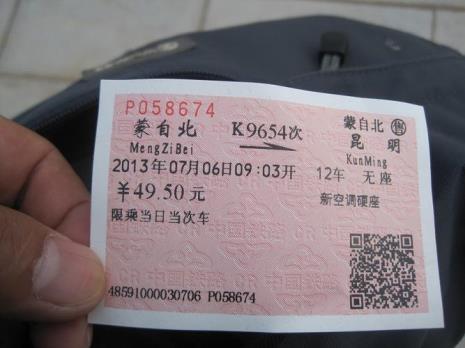 P058674
蒙自北 K9654次 蒙自北 售
MengZiBei 昆明
KunMing
2013年07月06日09:03开 12车 无座
¥49.50元 新空调硬座
限乘当日当次车
48591000030706 P058674